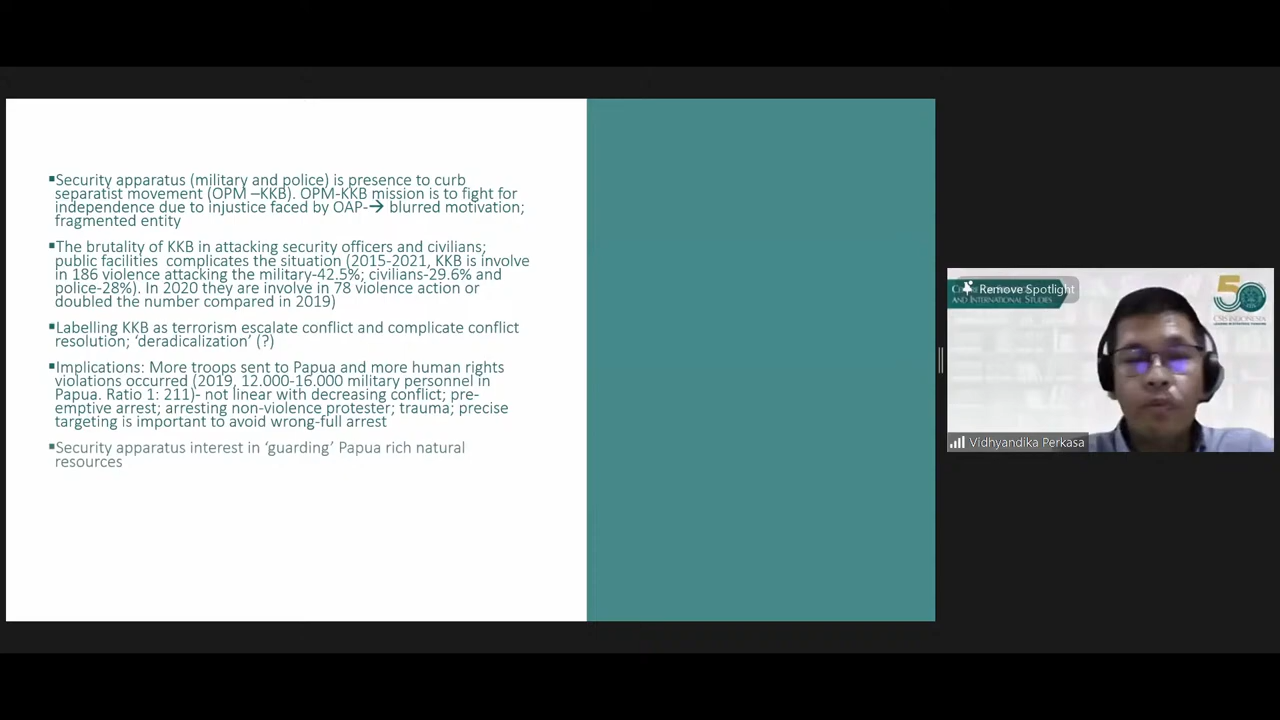 ▪Security apparatus (military and police) is presence to curb
separatist movement (OPM –KKB). OPM-KKB mission is to fight for
independence due to injustice faced by OAP-→ blurred motivation;
fragmented entity
▪The brutality of KKB in attacking security officers and civilians;
public facilities complicates the situation (2015-2021, KKB is involve
in 186 violence attacking the military-42.5%; civilians-29.6% and
police-28%). In 2020 they are involve in 78 violence action or
doubled the number compared in 2019)
▪Labelling KKB as terrorism escalate conflict and complicate conflict
resolution; ‘deradicalization’ (?)
▪Implications: More troops sent to Papua and more human rights
violations occurred (2019, 12.000-16.000 military personnel in
Papua. Ratio 1: 211)- not linear with decreasing conflict; pre-
emptive arrest; arresting non-violence protester; trauma; precise
targeting is important to avoid wrong-full arrest
▪Security apparatus interest in ‘guarding’ Papua rich natural
resources
Remove Spotlight
and International Studies
50
CSIS INDONESIA
Vidhyandika Perkasa